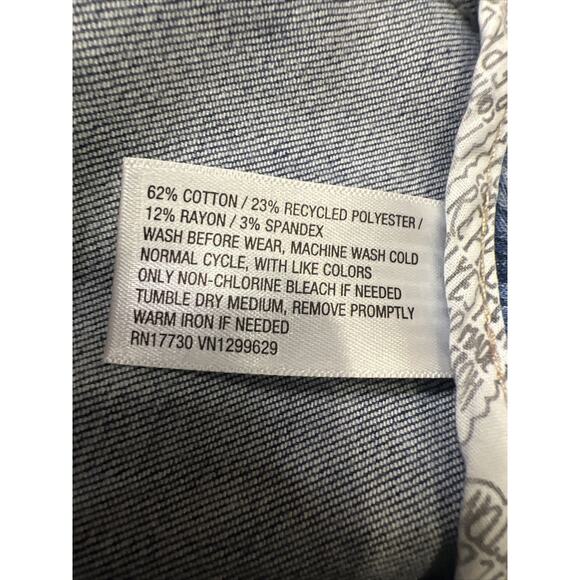 62% COTTON / 23% RECYCLED POLYESTER /
12% RAYON / 3% SPANDEX
WASH BEFORE WEAR, MACHINE WASH COLD
NORMAL CYCLE, WITH LIKE COLORS
ONLY NON-CHLORINE BLEACH IF NEEDED
TUMBLE DRY MEDIUM, REMOVE PROMPTLY
WARM IRON IF NEEDED
RN17730 VN1299629